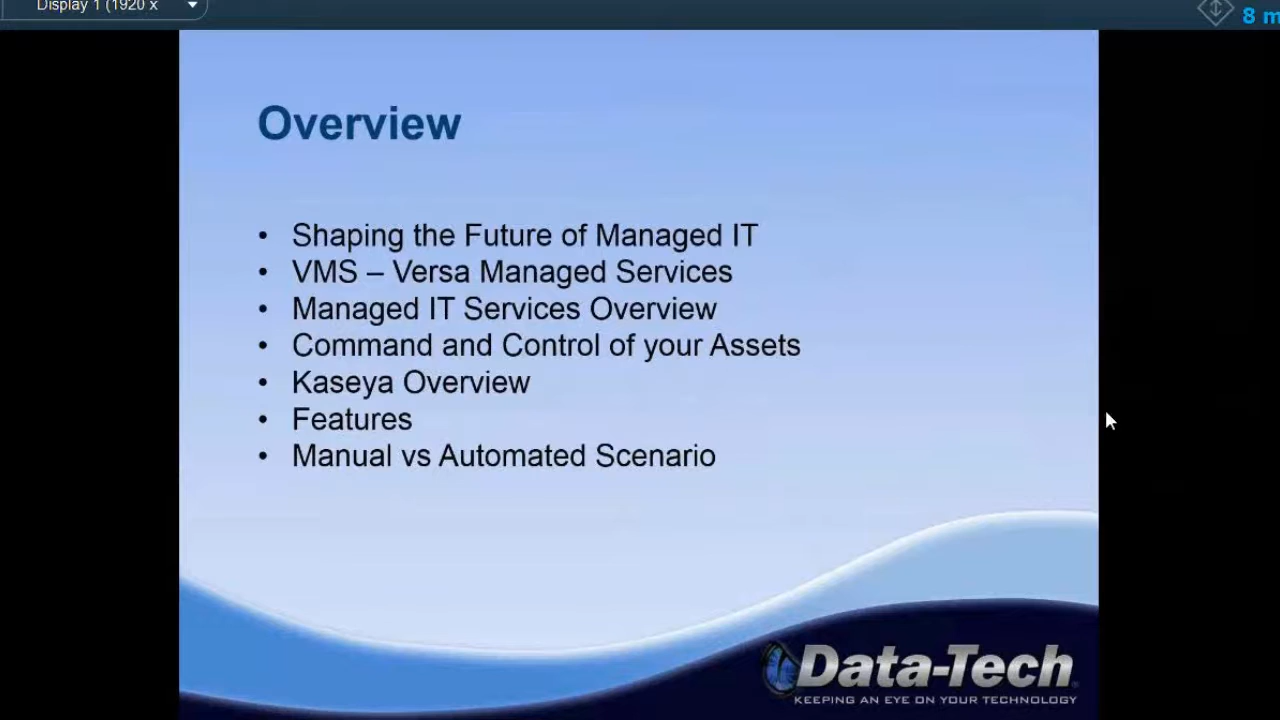 Display 1 (1920 x
8 m
Overview
• Shaping the Future of Managed IT
• VMS – Versa Managed Services
• Managed IT Services Overview
• Command and Control of your Assets
• Kaseya Overview
• Features
• Manual vs Automated Scenario
Data-Tech
KEEPING AN EYE ON YOUR TECHNOLOGY